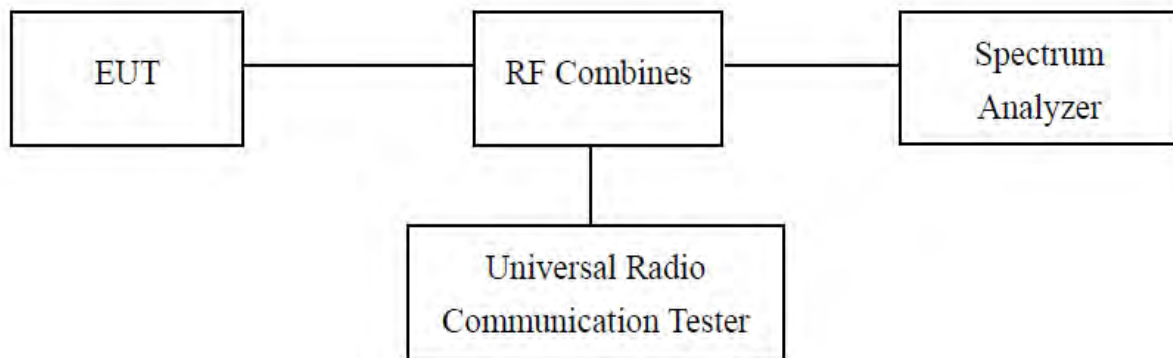 EUT
RF Combines
Spectrum
Analyzer
Universal Radio
Communication Tester